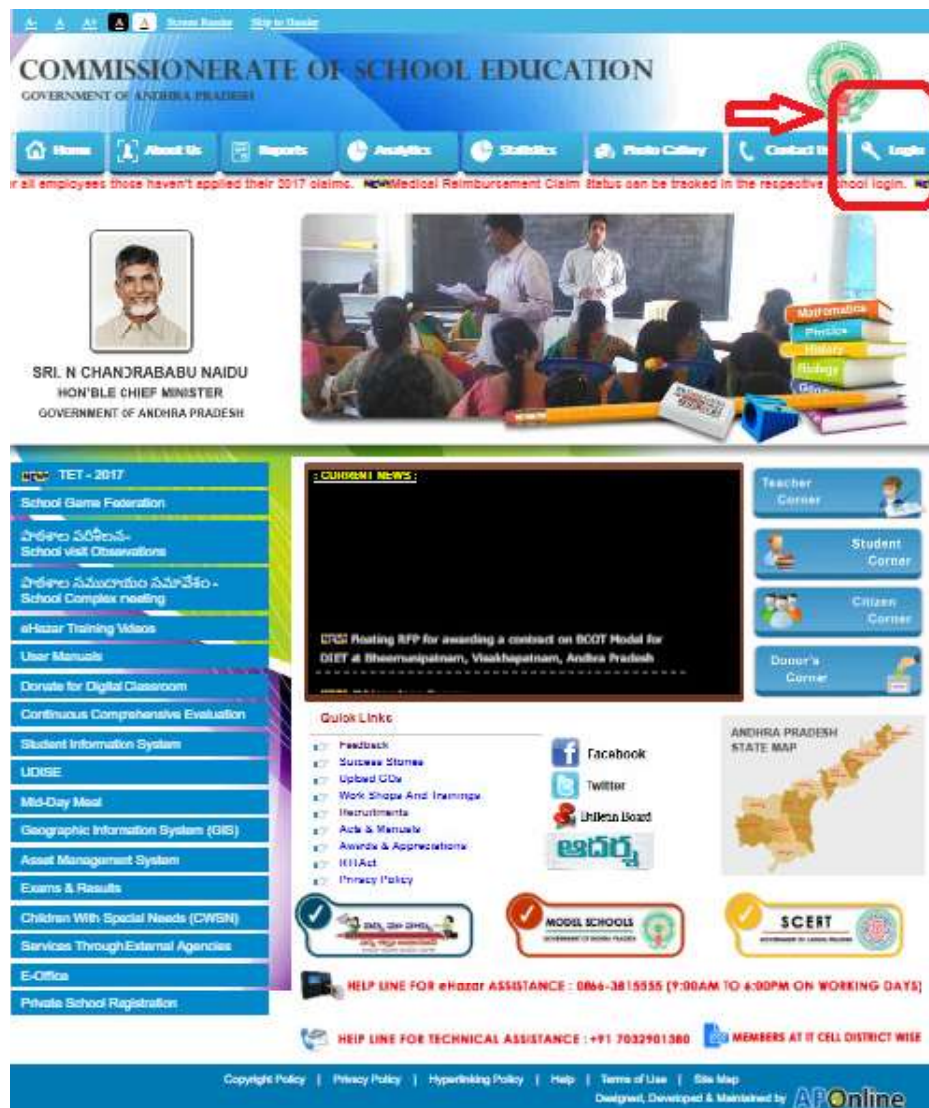 A- A A+ A A Screen Reader Skip to Header
COMMISSIONERATE OF SCHOOL EDUCATION
GOVERNMENT OF ANDHRA PRADESH
Home About Us Reports Analytics Statistics Photo Gallery Contact Us Login
r all employees those haven't applied their 2017 claims. NEW Medical Reimbursement Claim Status can be tracked in the respective school login.
Mathematics
Physics
History
Biology
SRI. N CHANDRABABU NAIDU
HON'BLE CHIEF MINISTER
GOVERNMENT OF ANDHRA PRADESH
NEW TET - 2017
School Game Federation
పాఠశాల పరిశీలన-
School visit Observations
పాఠశాల సముదాయం సమావేశం -
School Complex meeting
eHazar Training Videos
User Manuals
Donate for Digital Classroom
Continuous Comprehensive Evaluation
Student Information System
UDISE
Mid-Day Meal
Geographic Information System (GIS)
Asset Management System
Exams & Results
Children With Special Needs (CWSN)
Services Through External Agencies
E-Office
Private School Registration
: CURRENT NEWS :
Floating RFP for awarding a contract on BOOT Model for
DIET at Bheemunipatnam, Visakhapatnam, Andhra Pradesh
Teacher
Corner
Student
Corner
Citizen
Corner
Donor's
Corner
Quick Links
Feedback
Success Stories
Upload GOs
Work Shops And Trainings
Recruitments
Acts & Manuals
Awards & Appreciations
RTI Act
Privacy Policy
Facebook
Twitter
Bulletin Board
ఆదర్శ
ANDHRA PRADESH
STATE MAP
MODEL SCHOOLS
SCERT
HELP LINE FOR eHazar ASSISTANCE : 0866-3815555 (9:00AM TO 6:00PM ON WORKING DAYS)
HELP LINE FOR TECHNICAL ASSISTANCE : +91 7032901380 MEMBERS AT IT CELL DISTRICT WISE
Copyright Policy | Privacy Policy | Hyperlinking Policy | Help | Terms of Use | Site Map
Designed, Developed & Maintained by APOnline